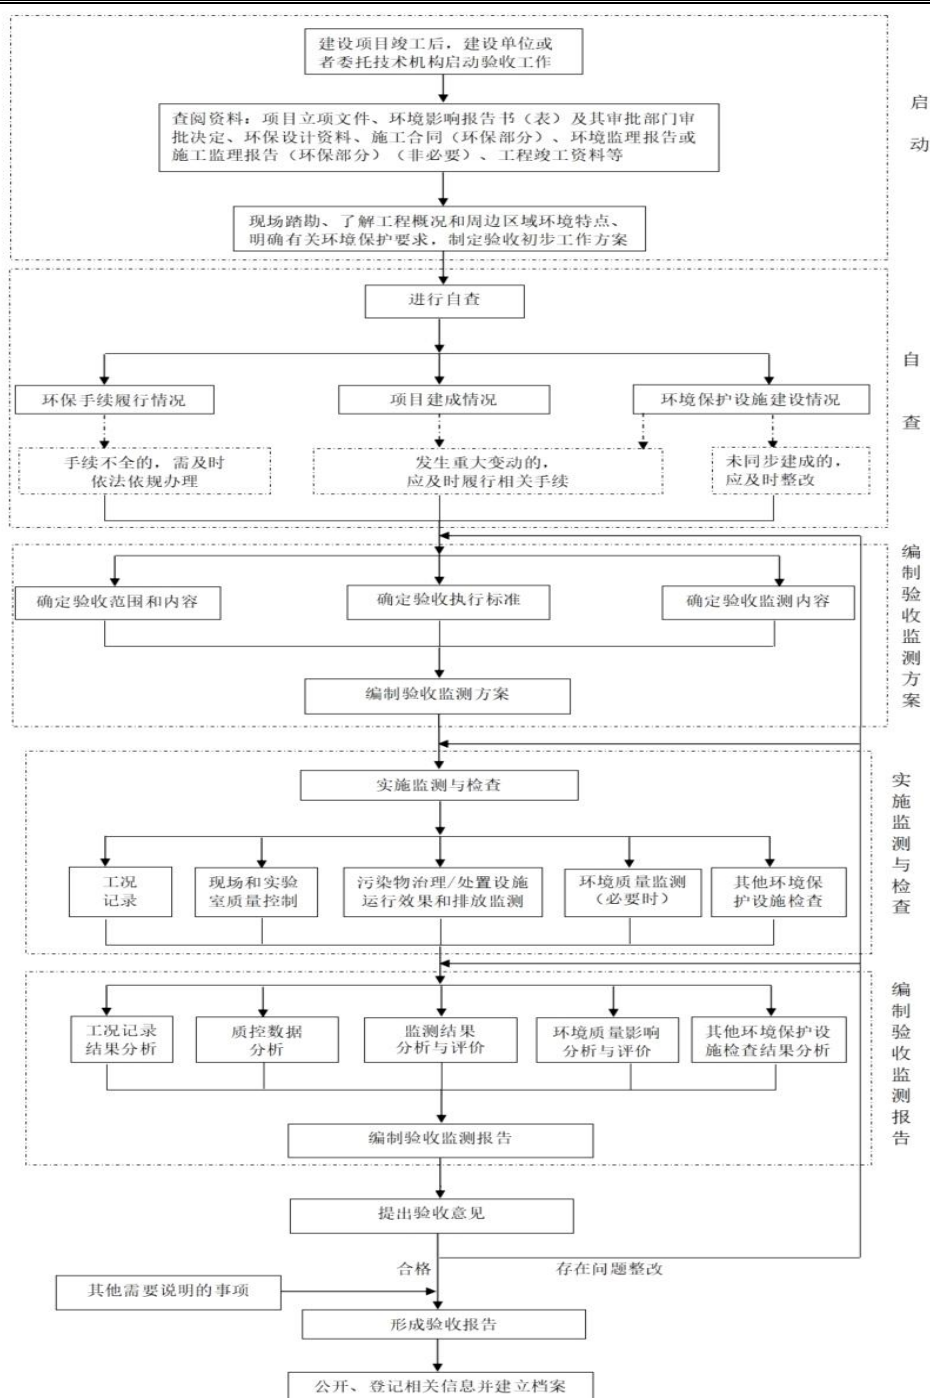 建设项目竣工后，建设单位或
者委托技术机构启动验收工作
查阅资料：项目立项文件、环境影响报告书（表）及其审批部门审
批决定、环保设计资料、施工合同（环保部分）、环境监理报告或
施工监理报告（环保部分）（非必要）、工程竣工资料等
现场踏勘、了解工程概况和周边区域环境特点、
明确有关环境保护要求，制定验收初步工作方案
启
动
进行自查
环保手续履行情况
项目建成情况
环境保护设施建设情况
手续不全的，需及时
依法依规办理
发生重大变动的，
应及时履行相关手续
未同步建成的，
应及时整改
自
查
确定验收范围和内容
确定验收执行标准
确定验收监测内容
编制验收监测方案
编
制
验
收
监
测
方
案
实施监测与检查
工况
记录
现场和实验
室质量控制
污染物治理/处置设施
运行效果和排放监测
环境质量监测
（必要时）
其他环境保
护设施检查
实
施
监
测
与
检
查
工况记录
结果分析
质控数据
分析
监测结果
分析与评价
环境质量影响
分析与评价
其他环境保护设
施检查结果分析
编制验收监测报告
编
制
验
收
监
测
报
告
提出验收意见
合格
存在问题整改
其他需要说明的事项
形成验收报告
公开、登记相关信息并建立档案